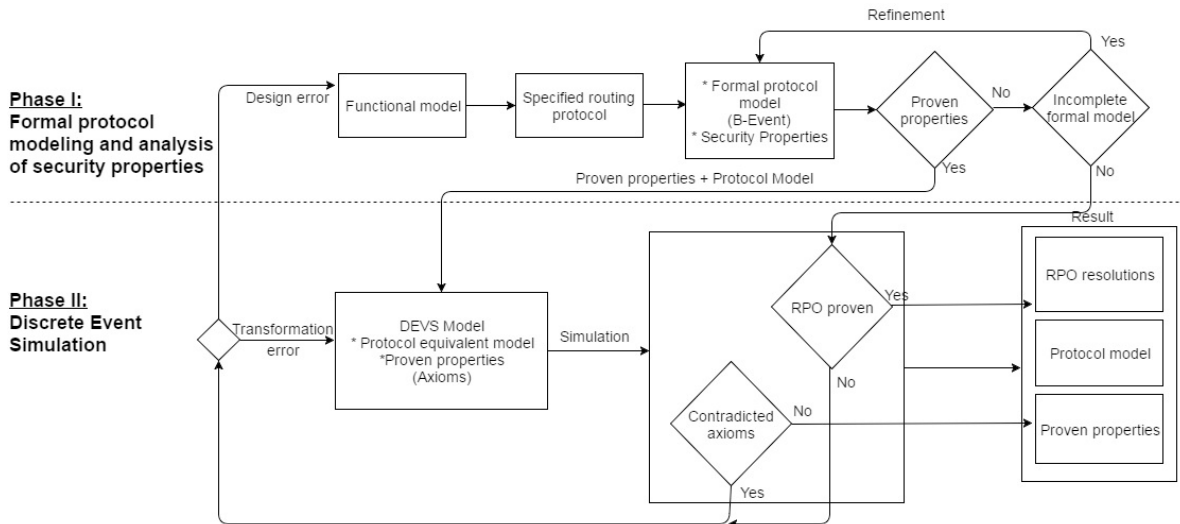 Refinement
Yes
Phase I:
Formal protocol
modeling and analysis
of security properties
Design error
Functional model
Specified routing
protocol
* Formal protocol
model
(B-Event)
* Security Properties
Proven
properties
No
Incomplete
formal model
Yes
No
Proven properties + Protocol Model
Result
Phase II:
Discrete Event
Simulation
Transformation
error
DEVS Model
* Protocol equivalent model
*Proven properties
(Axioms)
Simulation
RPO proven
Yes
No
Contradicted
axioms
No
Yes
RPO resolutions
Protocol model
Proven properties